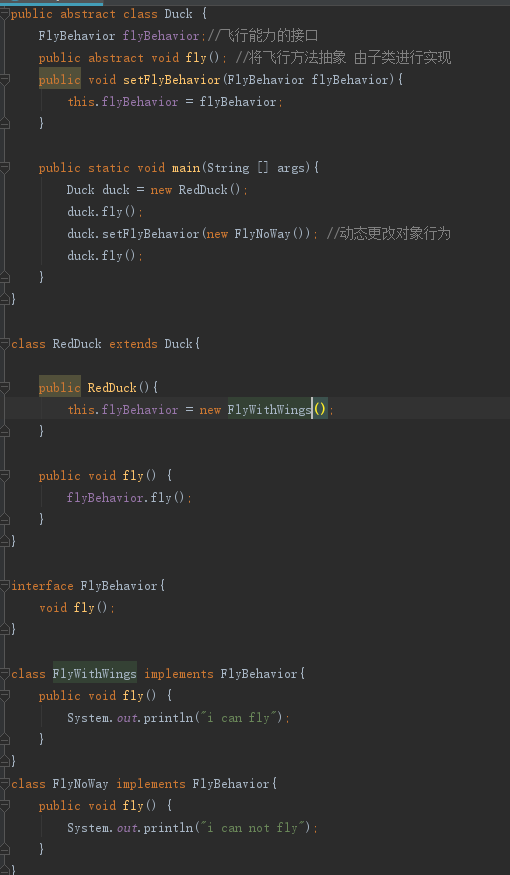 public abstract class Duck {
FlyBehavior flyBehavior;//飞行能力的接口
public abstract void fly(); //将飞行方法抽象 由子类进行实现
public void setFlyBehavior(FlyBehavior flyBehavior){
this.flyBehavior = flyBehavior;
}
public static void main(String [] args){
Duck duck = new RedDuck();
duck.fly();
duck.setFlyBehavior(new FlyNoWay()); //动态更改对象行为
duck.fly();
}
}
class RedDuck extends Duck{
public RedDuck(){
this.flyBehavior = new FlyWithWings();
}
public void fly() {
flyBehavior.fly();
}
}
interface FlyBehavior{
void fly();
}
class FlyWithWings implements FlyBehavior{
public void fly() {
System.out.println("i can fly");
}
}
class FlyNoWay implements FlyBehavior{
public void fly() {
System.out.println("i can not fly");
}
}